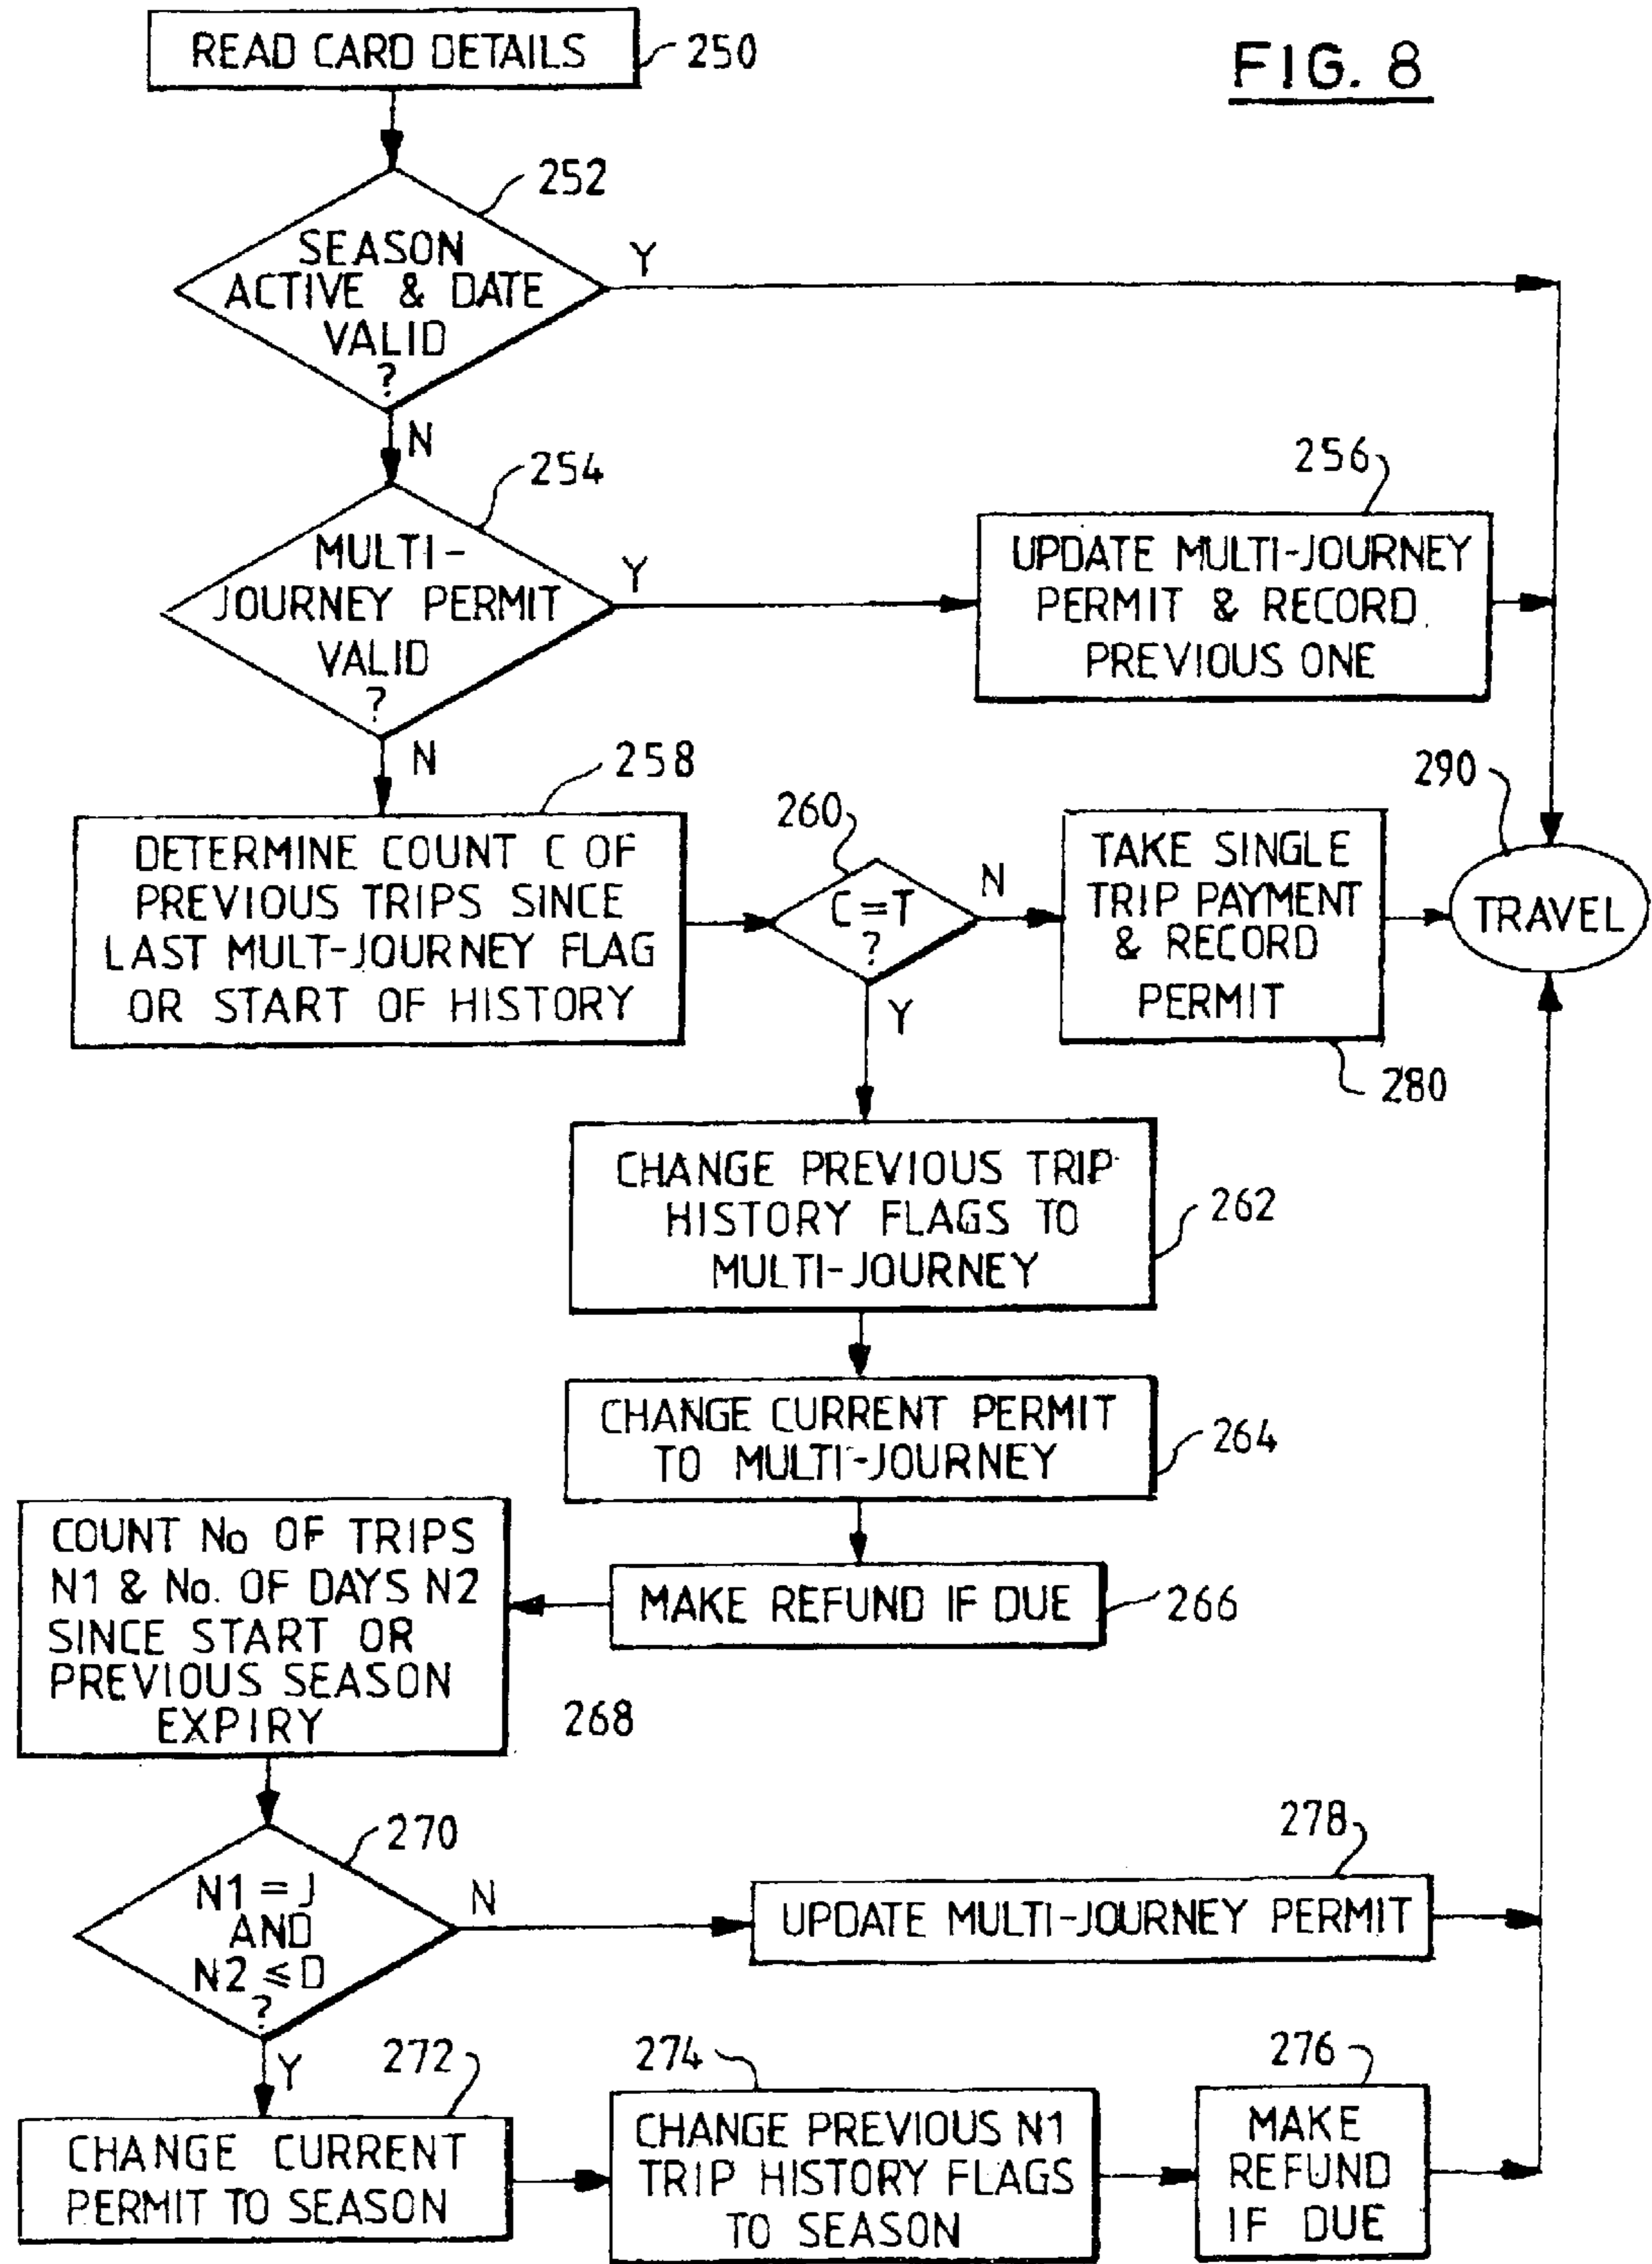 FIG. 8
READ CARD DETAILS
250
252
SEASON
ACTIVE & DATE
VALID
?
Y
N
254
MULTI-
JOURNEY PERMIT
VALID
?
Y
N
256
UPDATE MULTI-JOURNEY
PERMIT & RECORD
PREVIOUS ONE
258
DETERMINE COUNT C OF
PREVIOUS TRIPS SINCE
LAST MULT-JOURNEY FLAG
OR START OF HISTORY
260
C=T
?
N
Y
TAKE SINGLE
TRIP PAYMENT
& RECORD
PERMIT
280
290
TRAVEL
CHANGE PREVIOUS TRIP
HISTORY FLAGS TO
MULTI-JOURNEY
262
CHANGE CURRENT PERMIT
TO MULTI-JOURNEY
264
MAKE REFUND IF DUE
266
COUNT No OF TRIPS
N1 & No. OF DAYS N2
SINCE START OR
PREVIOUS SEASON
EXPIRY
268
270
N1=J
AND
N2≤D
?
N
Y
278
UPDATE MULTI-JOURNEY PERMIT
272
CHANGE CURRENT
PERMIT TO SEASON
274
CHANGE PREVIOUS N1
TRIP HISTORY FLAGS
TO SEASON
276
MAKE
REFUND
IF DUE